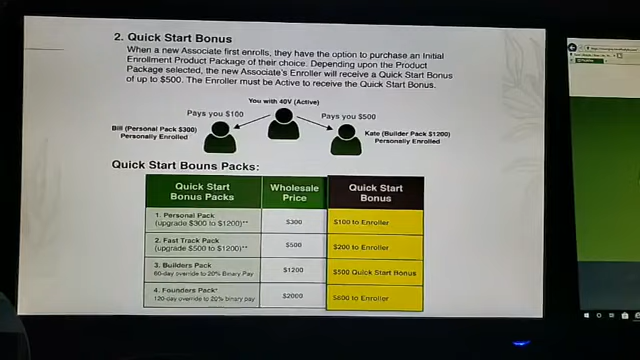 2. Quick Start Bonus
When a new Associate first enrolls, they have the option to purchase an Initial
Enrollment Product Package of their choice. Depending upon the Product
Package selected, the new Associate's Enroller will receive a Quick Start Bonus
of up to $500. The Enroller must be Active to receive the Quick Start Bonus.
You with 40V (Active)
Pays you $100
Pays you $500
Bill (Personal Pack $300)
Personally Enrolled
Kate (Builder Pack $1200)
Personally Enrolled
Quick Start Bouns Packs:
Quick Start
Bonus Packs
Wholesale
Price
Quick Start
Bonus
1. Personal Pack
(upgrade $300 to $1200)**
$300
$100 to Enroller
2. Fast Track Pack
(upgrade $500 to $1200)**
$500
$200 to Enroller
3. Builders Pack
60-day override to 20% Binary Pay
$1200
$500 Quick Start Bonus
4. Founders Pack*
120-day override to 20% binary pay
$2000
$800 to Enroller